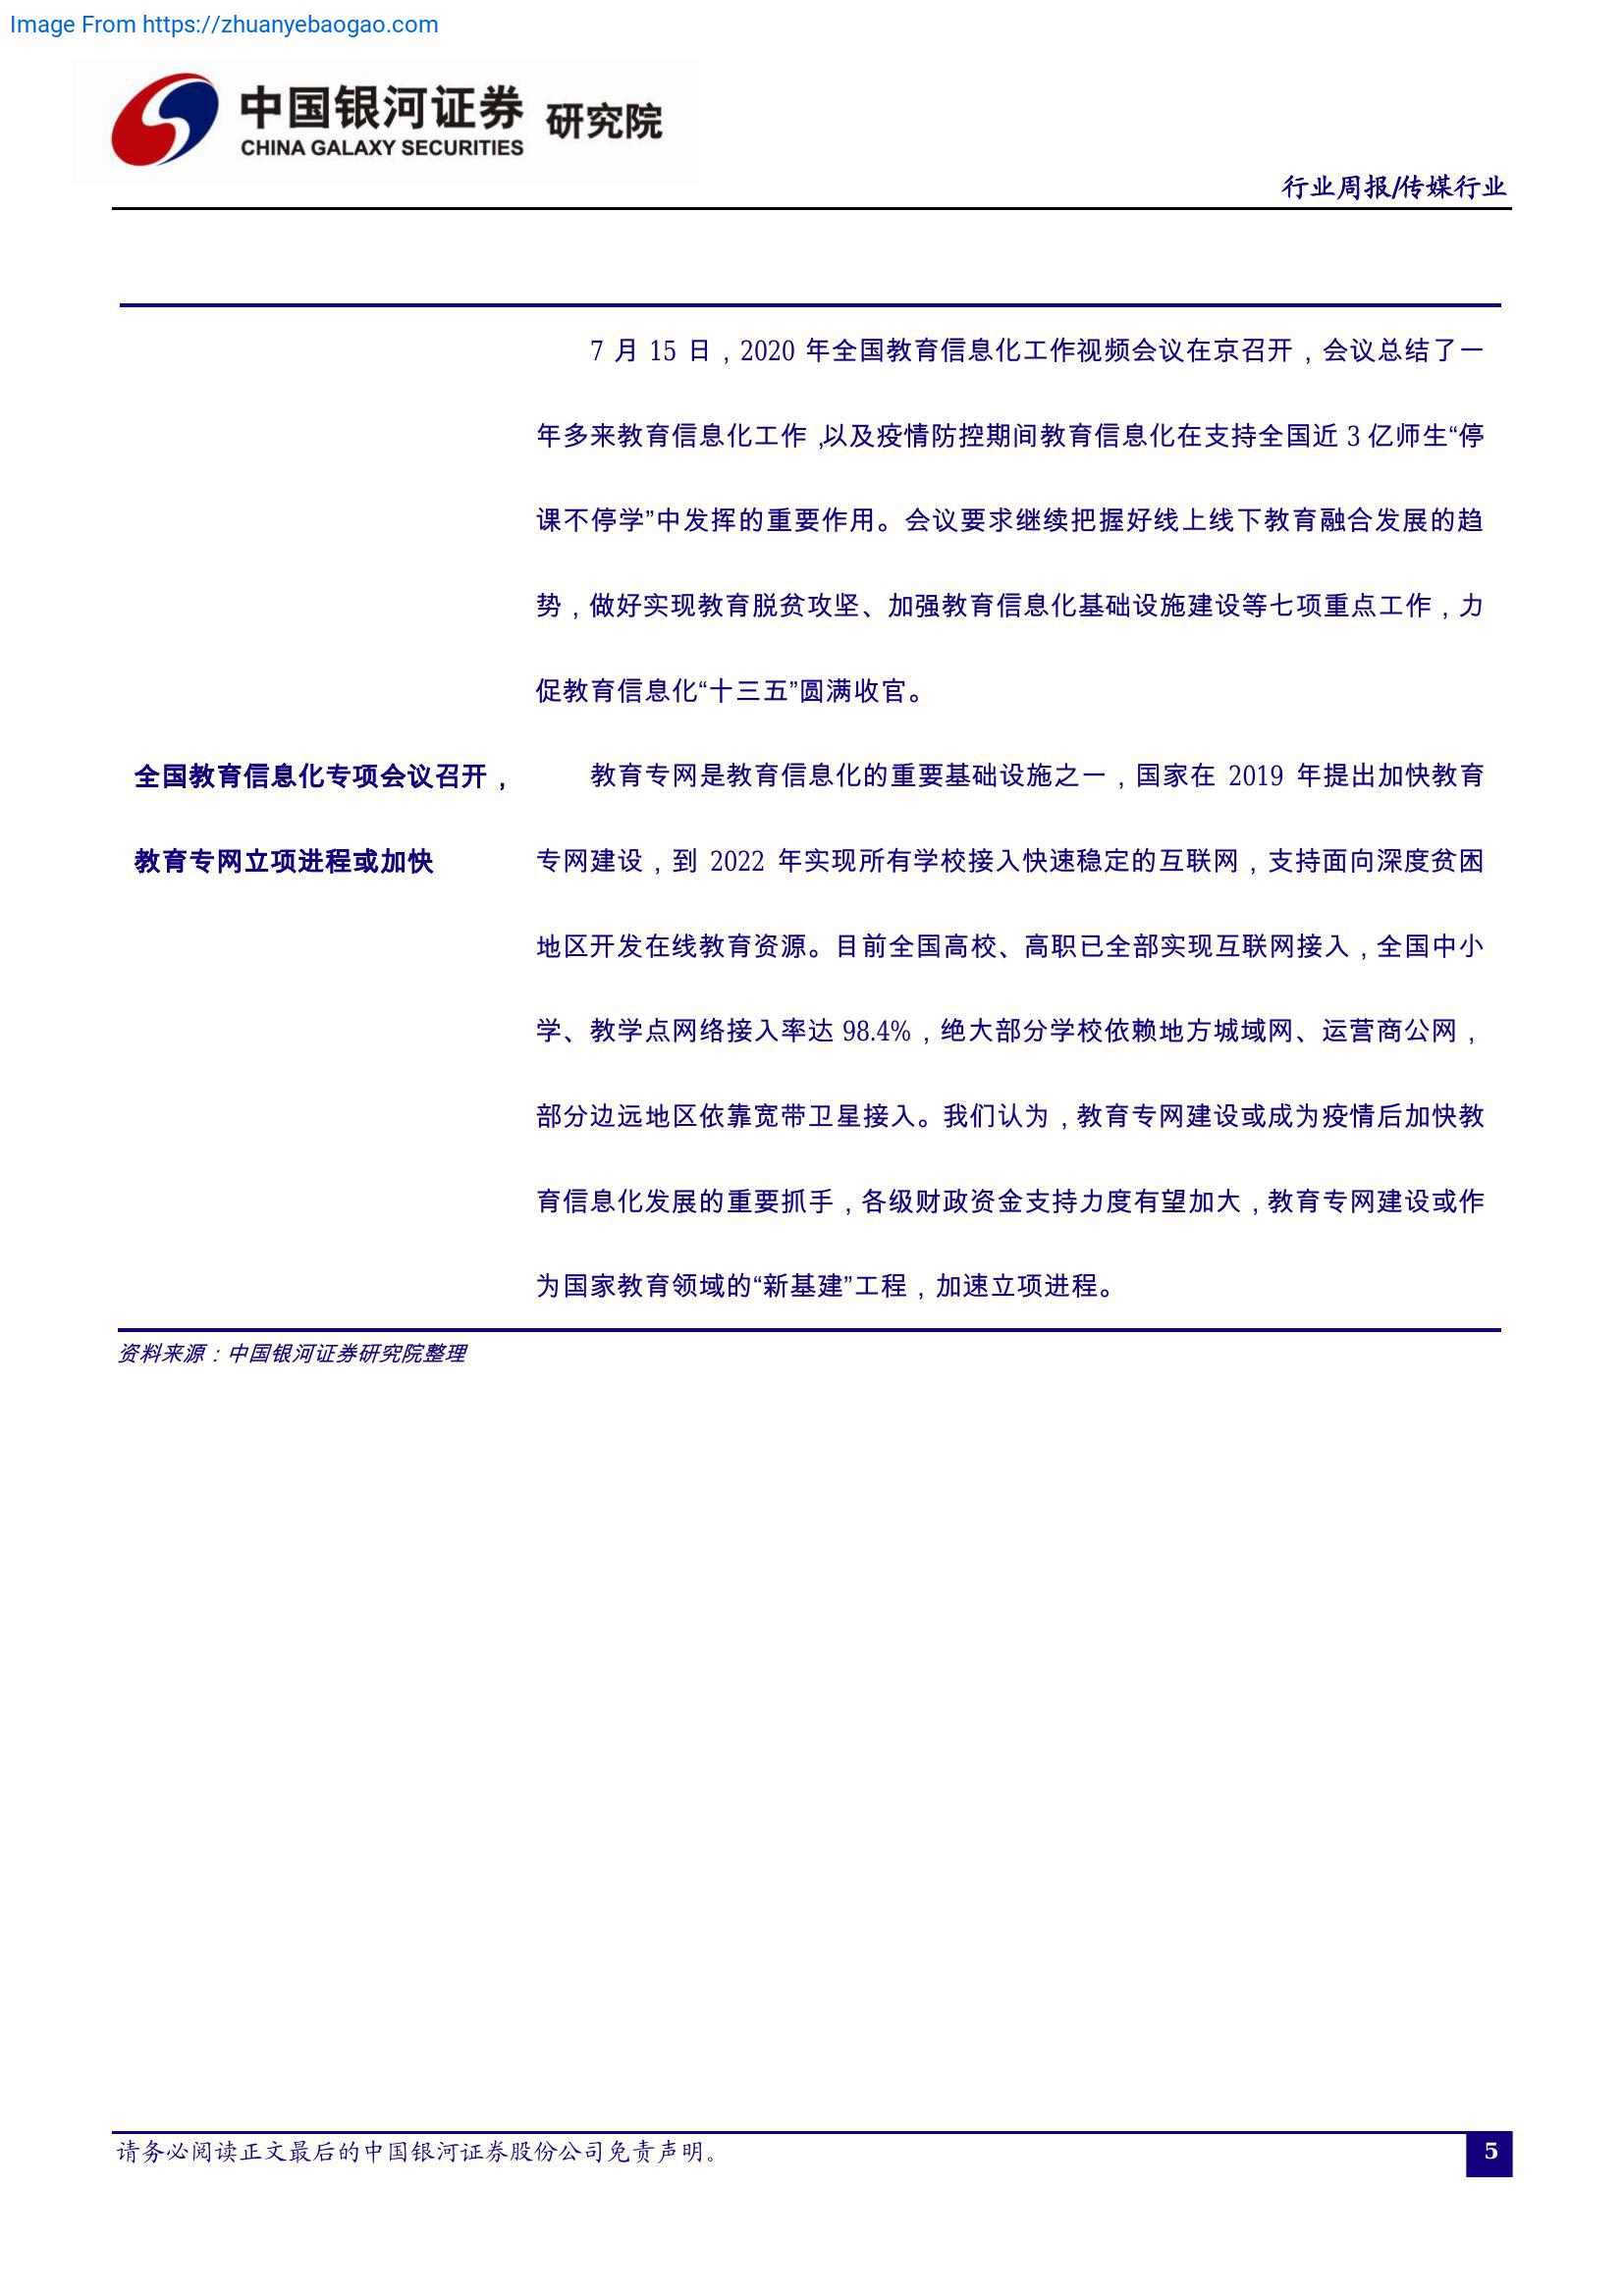 Image From https://zhuanyebaogao.com
中国银河证券 研究院
CHINA GALAXY SECURITIES
行业周报/传媒行业
7 月 15 日，2020 年全国教育信息化工作视频会议在京召开，会议总结了一
年多来教育信息化工作，以及疫情防控期间教育信息化在支持全国近 3 亿师生“停
课不停学”中发挥的重要作用。会议要求继续把握好线上线下教育融合发展的趋
势，做好实现教育脱贫攻坚、加强教育信息化基础设施建设等七项重点工作，力
促教育信息化“十三五”圆满收官。
全国教育信息化专项会议召开，
教育专网立项进程或加快
教育专网是教育信息化的重要基础设施之一，国家在 2019 年提出加快教育
专网建设，到 2022 年实现所有学校接入快速稳定的互联网，支持面向深度贫困
地区开发在线教育资源。目前全国高校、高职已全部实现互联网接入，全国中小
学、教学点网络接入率达 98.4%，绝大部分学校依赖地方城域网、运营商公网，
部分边远地区依靠宽带卫星接入。我们认为，教育专网建设或成为疫情后加快教
育信息化发展的重要抓手，各级财政资金支持力度有望加大，教育专网建设或作
为国家教育领域的“新基建”工程，加速立项进程。
资料来源：中国银河证券研究院整理
请务必阅读正文最后的中国银河证券股份公司免责声明。
5